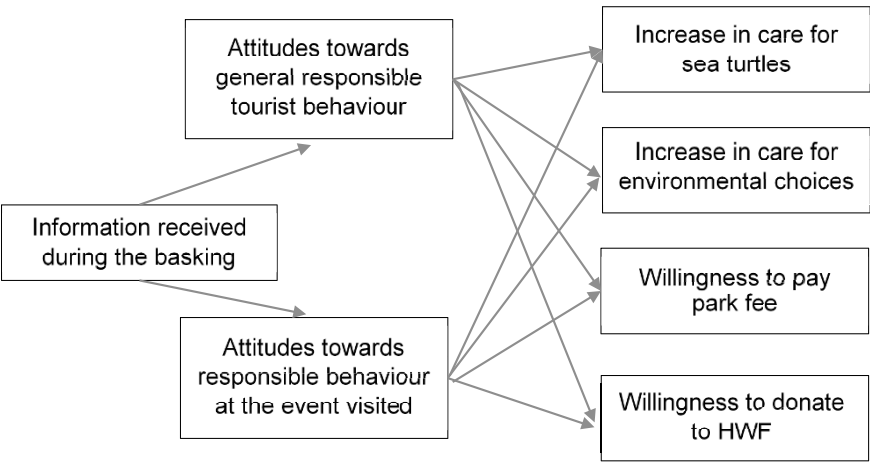 Attitudes towards
general responsible
tourist behaviour
Information received
during the basking
Attitudes towards
responsible behaviour
at the event visited
Increase in care for
sea turtles
Increase in care for
environmental choices
Willingness to pay
park fee
Willingness to donate
to HWF